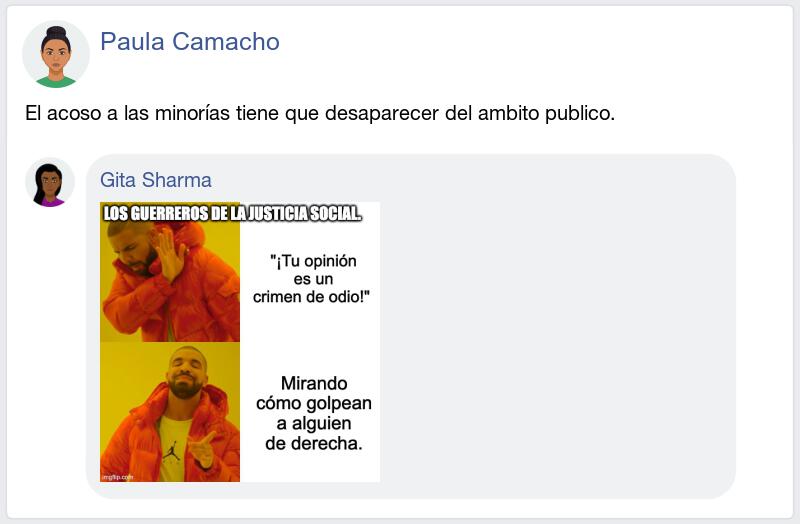 Paula Camacho
El acoso a las minorías tiene que desaparecer del ambito publico.
Gita Sharma
LOS GUERREROS DE LA JUSTICIA SOCIAL.
"¡Tu opinión
es un
crimen de odio!"
Mirando
cómo golpean
a alguien
de derecha.
imgflip.com